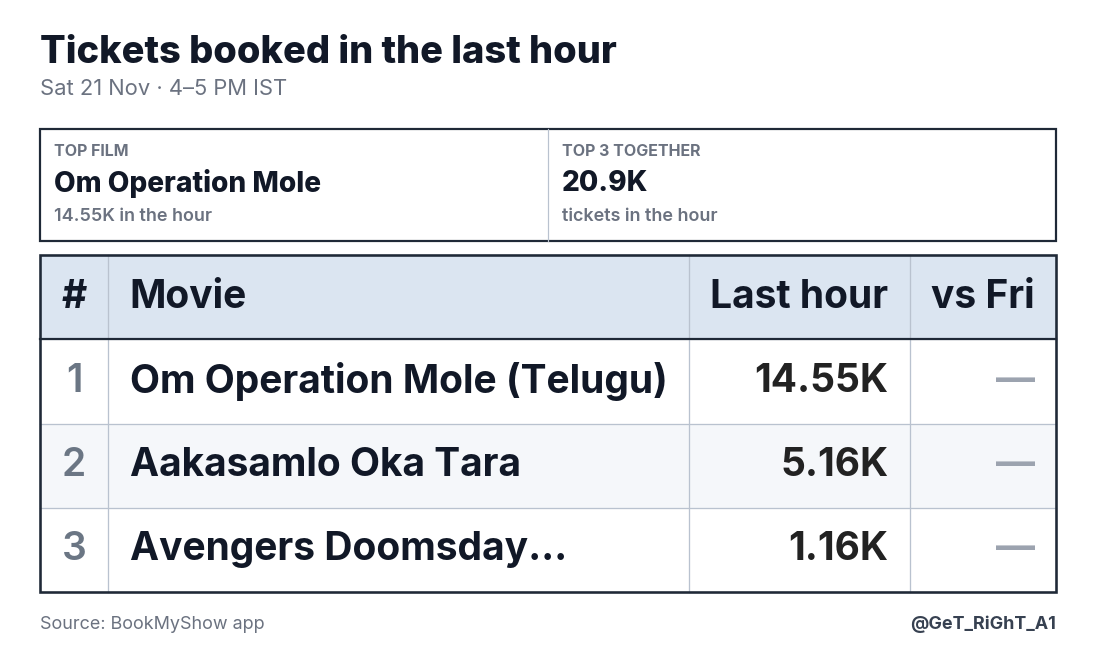 Tickets booked in the last hour
Sat 21 Nov · 4–5 PM IST
TOP FILM
Om Operation Mole
14.55K in the hour
TOP 3 TOGETHER
20.9K
tickets in the hour
# Movie Last hour vs Fri
1 Om Operation Mole (Telugu) 14.55K —
2 Aakasamlo Oka Tara 5.16K —
3 Avengers Doomsday... 1.16K —
Source: BookMyShow app @GeT_RiGhT_A1